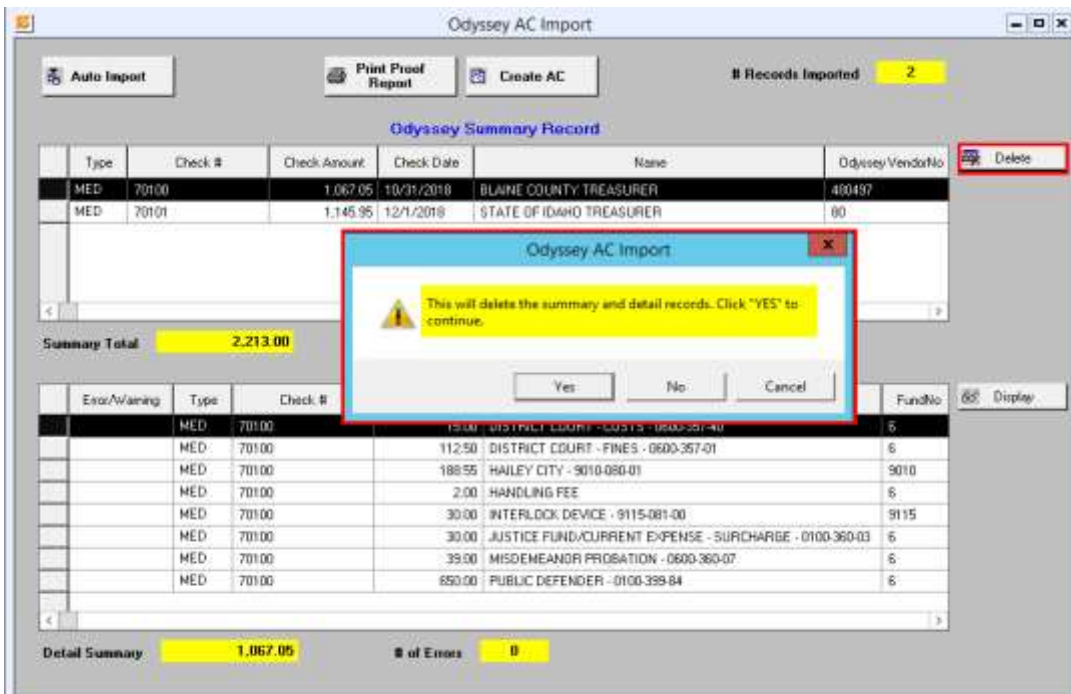 Odyssey AC Import
Auto Import
Print Proof
Report
Create AC
# Records Imported 2
Odyssey Summary Record
Type Check # Check Amount Check Date Name Odyssey VendorNo
Delete
MED 70100 1,067.05 10/31/2018 BLAINE COUNTY TREASURER 480497
MED 70101 1,145.95 12/1/2018 STATE OF IDAHO TREASURER 80
Odyssey AC Import
This will delete the summary and detail records. Click "YES" to
continue.
Yes No Cancel
Summary Total 2,213.00
Error/Warning Type Check # FundNo
Display
MED 70100 15.00 DISTRICT COURT - COSTS - 0600-357-40 6
MED 70100 112.50 DISTRICT COURT - FINES - 0600-357-01 6
MED 70100 188.55 HAILEY CITY - 9010-080-01 9010
MED 70100 2.00 HANDLING FEE 6
MED 70100 30.00 INTERLOCK DEVICE - 9115-081-00 9115
MED 70100 30.00 JUSTICE FUND/CURRENT EXPENSE - SURCHARGE - 0100-360-03 6
MED 70100 39.00 MISDEMEANOR PROBATION - 0600-360-07 6
MED 70100 650.00 PUBLIC DEFENDER - 0100-399-84 6
Detail Summary 1,067.05 # of Errors 0